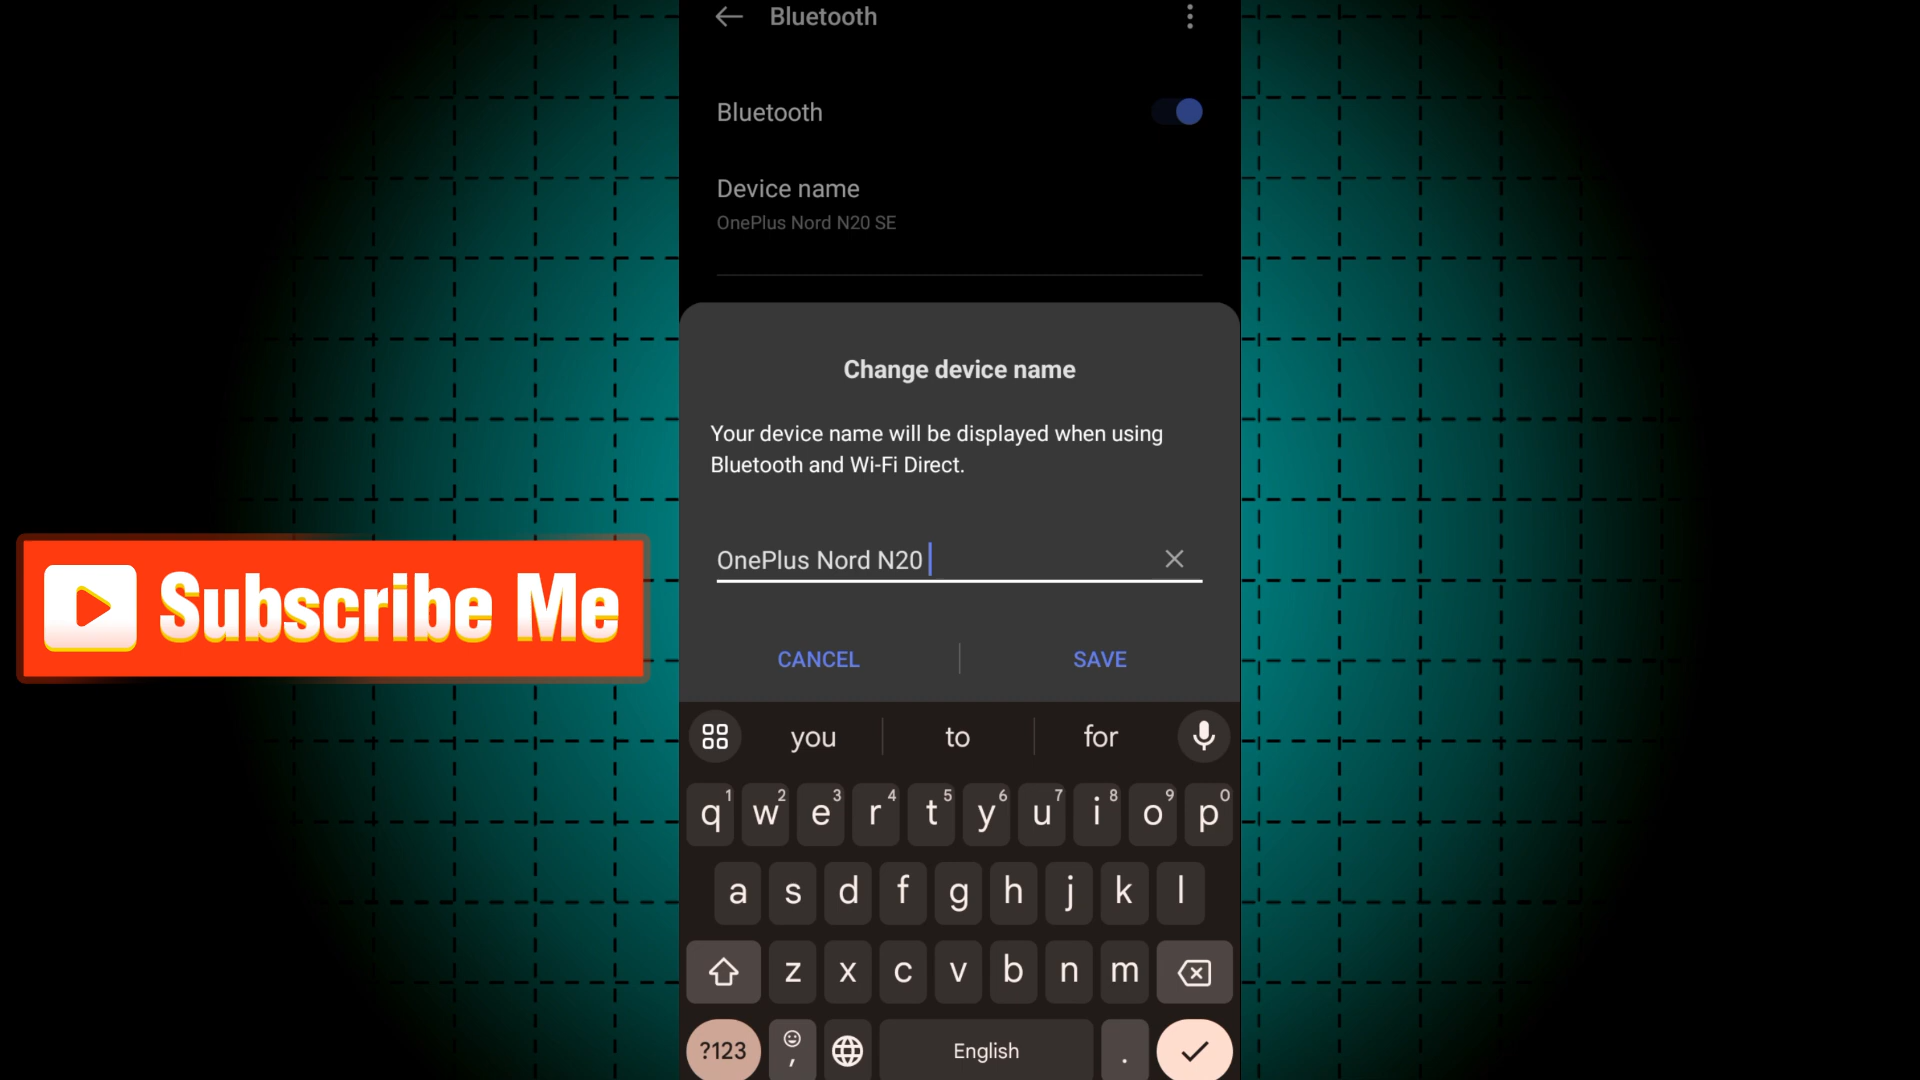 Bluetooth
Bluetooth
Device name
OnePlus Nord N20 SE
Change device name
Your device name will be displayed when using
Bluetooth and Wi-Fi Direct.
OnePlus Nord N20
CANCEL SAVE
Subscribe Me
you to for
q1 w2 e3 r4 t5 y6 u7 i8 o9 p0
a s d f g h j k l
z x c v b n m
?123 , English .